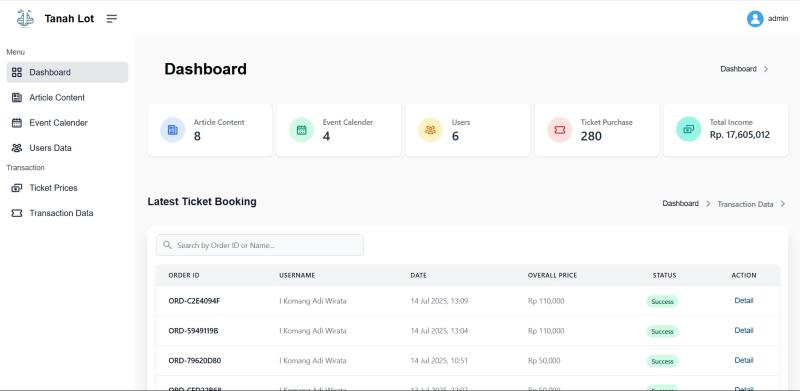 Tanah Lot
admin
Menu
Dashboard
Article Content
Event Calender
Users Data
Transaction
Ticket Prices
Transaction Data
Dashboard
Dashboard
Article Content
8
Event Calender
4
Users
6
Ticket Purchase
280
Total Income
Rp. 17,605,012
Latest Ticket Booking
Dashboard Transaction Data
Search by Order ID or Name...
ORDER ID USERNAME DATE OVERALL PRICE STATUS ACTION
ORD-C2E4094F I Komang Adi Wirata 14 Jul 2025, 13:09 Rp 110,000 Success Detail
ORD-5949119B I Komang Adi Wirata 14 Jul 2025, 13:04 Rp 110,000 Success Detail
ORD-79620D80 I Komang Adi Wirata 14 Jul 2025, 10:51 Rp 50,000 Success Detail
I Komang Adi Wirata Rp 50,000 Success Detail